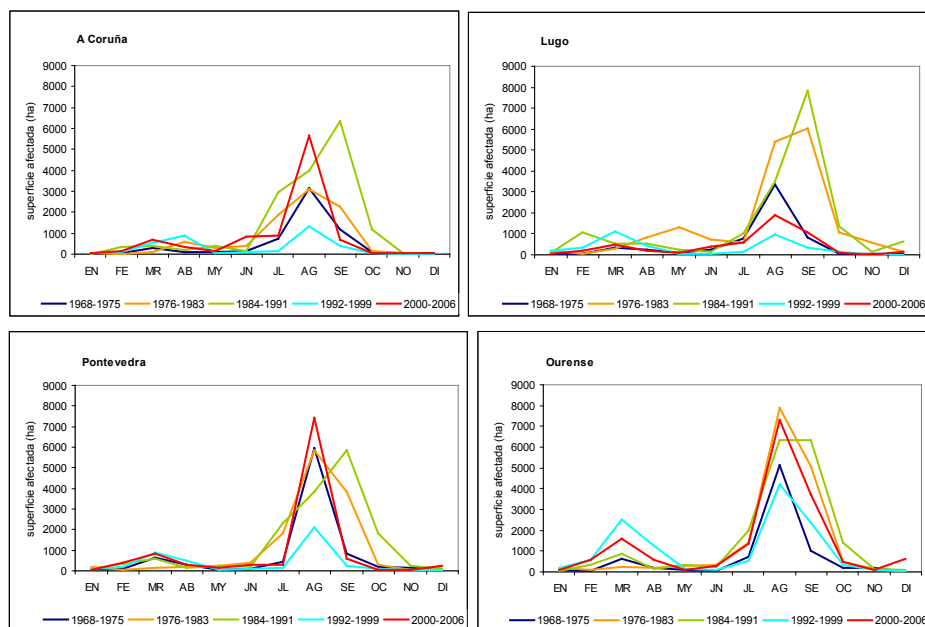 A Coruña
superficie afectada (ha)
9000
8000
7000
6000
5000
4000
3000
2000
1000
0
EN FE MR AB MY JN JL AG SE OC NO DI
1968-1975 1976-1983 1984-1991 1992-1999 2000-2006
Lugo
superficie afectada (ha)
9000
8000
7000
6000
5000
4000
3000
2000
1000
0
EN FE MR AB MY JN JL AG SE OC NO DI
1968-1975 1976-1983 1984-1991 1992-1999 2000-2006
Pontevedra
superficie afectada (ha)
9000
8000
7000
6000
5000
4000
3000
2000
1000
0
EN FE MR AB MY JN JL AG SE OC NO DI
1968-1975 1976-1983 1984-1991 1992-1999 2000-2006
Ourense
superficie afectada (ha)
9000
8000
7000
6000
5000
4000
3000
2000
1000
0
EN FE MR AB MY JN JL AG SE OC NO DI
1968-1975 1976-1983 1984-1991 1992-1999 2000-2006